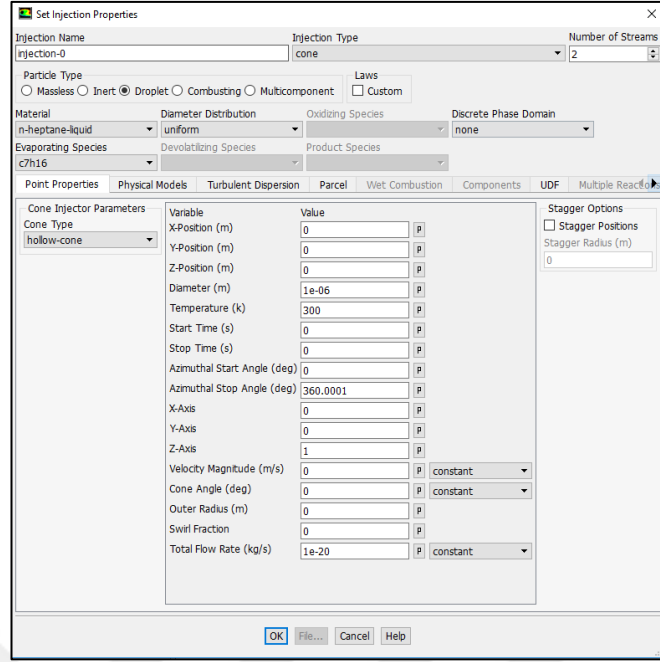 Set Injection Properties
Injection Name Injection Type Number of Streams
injection-0 cone 2
Particle Type Laws
Massless Inert Droplet Combusting Multicomponent Custom
Material Diameter Distribution Oxidizing Species Discrete Phase Domain
n-heptane-liquid uniform none
Evaporating Species Devolatilizing Species Product Species
c7h16
Point Properties Physical Models Turbulent Dispersion Parcel Wet Combustion Components UDF Multiple Reactions
Cone Injector Parameters Variable Value Stagger Options
Cone Type X-Position (m) 0 P Stagger Positions
hollow-cone Y-Position (m) 0 P Stagger Radius (m)
Z-Position (m) 0 P 0
Diameter (m) 1e-06 P
Temperature (k) 300 P
Start Time (s) 0 P
Stop Time (s) 0 P
Azimuthal Start Angle (deg) 0 P
Azimuthal Stop Angle (deg) 360.0001 P
X-Axis 0 P
Y-Axis 0 P
Z-Axis 1 P
Velocity Magnitude (m/s) 0 P constant
Cone Angle (deg) 0 P constant
Outer Radius (m) 0 P
Swirl Fraction 0 P
Total Flow Rate (kg/s) 1e-20 P constant
OK File... Cancel Help